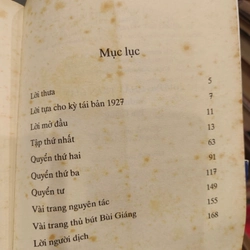 Mục lục
Lời thưa 5
Lời tựa cho kỳ tái bản 1927 7
Lời mở đầu 11
Tập thứ nhất 13
Quyển thứ hai 63
Quyển thứ ba 91
Quyển tư 117
Vài trang nguyên tác 149
Vài trang thủ bút Bùi Giáng 155
Lời người dịch 168